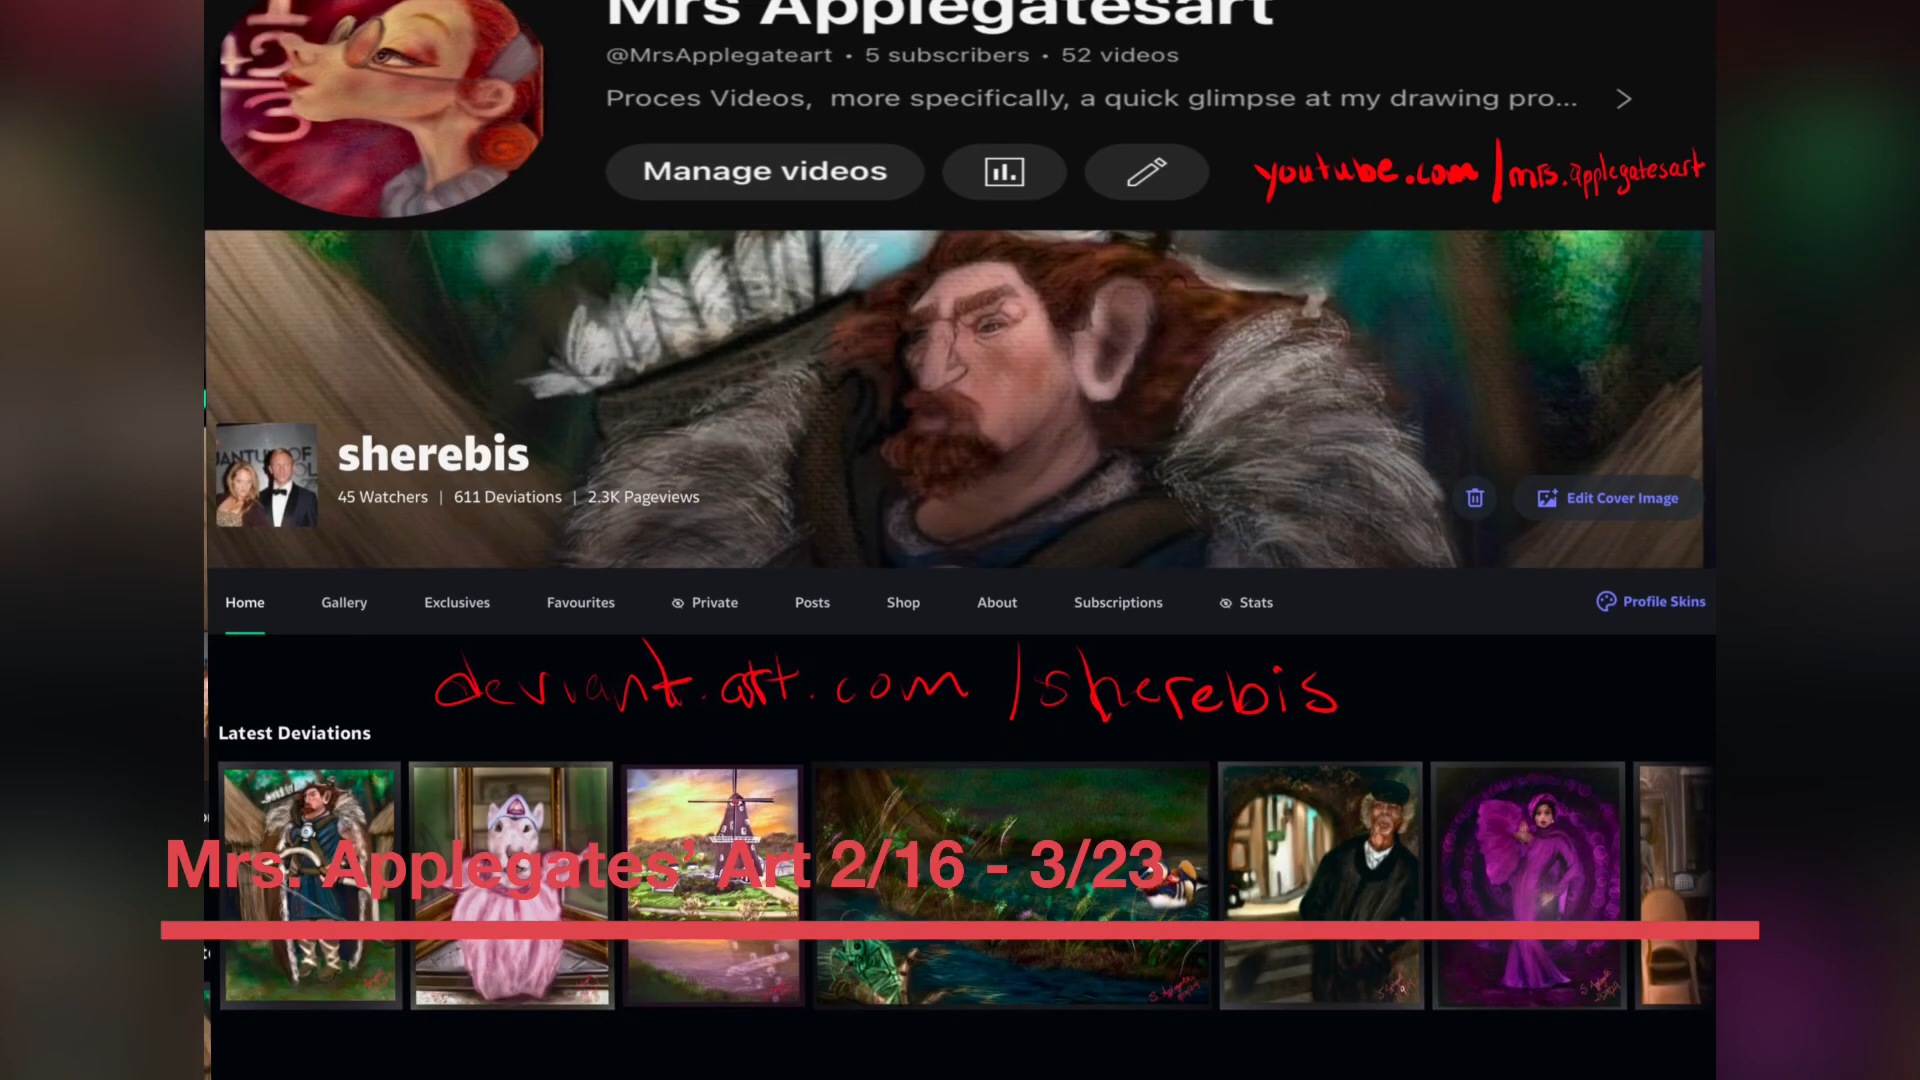 Mrs Applegatesart
@MrsApplegateart • 5 subscribers • 52 videos
Proces Videos, more specifically, a quick glimpse at my drawing pro...
Manage videos
youtube.com/mrs.applegatesart
sherebis
45 Watchers | 611 Deviations | 2.3K Pageviews
Edit Cover Image
Home Gallery Exclusives Favourites Private Posts Shop About Subscriptions Stats
Profile Skins
deviant.art.com/sherebis
Latest Deviations
Mrs. Applegates’ Art 2/16 - 3/23